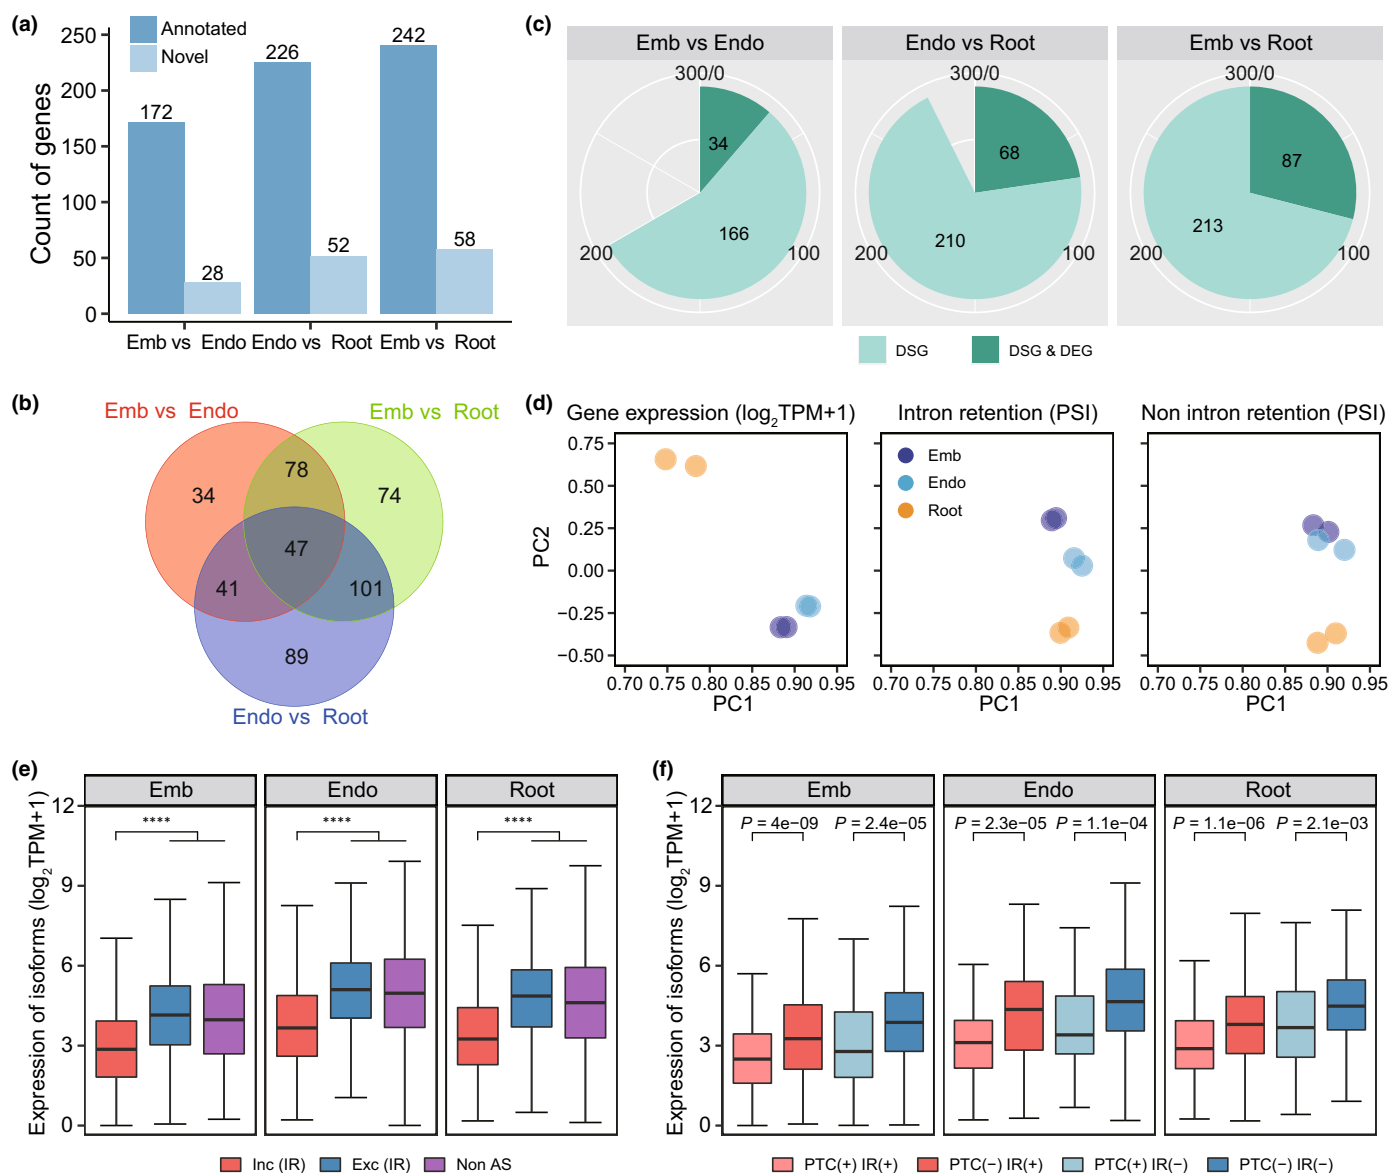 (a)
Annotated
Novel
Count of genes
250
200
150
100
50
0
172
28
226
52
242
58
Emb vs Endo
Endo vs Root
Emb vs Root
(c)
Emb vs Endo
300/0
34
166
200
100
Endo vs Root
300/0
68
210
200
100
Emb vs Root
300/0
87
213
200
100
DSG
DSG & DEG
(b)
Emb vs Endo
Emb vs Root
34
78
74
47
41
101
89
Endo vs Root
(d)
Gene expression (log2TPM+1)
Intron retention (PSI)
Non intron retention (PSI)
PC2
0.75
0.50
0.25
0.00
−0.25
−0.50
Emb
Endo
Root
0.70 0.75 0.80 0.85 0.90 0.95
PC1
0.70 0.75 0.80 0.85 0.90 0.95
PC1
0.70 0.75 0.80 0.85 0.90 0.95
PC1
(e)
Expression of isoforms (log2TPM+1)
12
9
6
3
0
Emb
****
Endo
****
Root
****
Inc (IR)
Exc (IR)
Non AS
(f)
Expression of isoforms (log2TPM+1)
12
9
6
3
0
Emb
P = 4e−09
P = 2.4e−05
Endo
P = 2.3e−05
P = 1.1e−04
Root
P = 1.1e−06
P = 2.1e−03
PTC(+) IR(+)
PTC(−) IR(+)
PTC(+) IR(−)
PTC(−) IR(−)